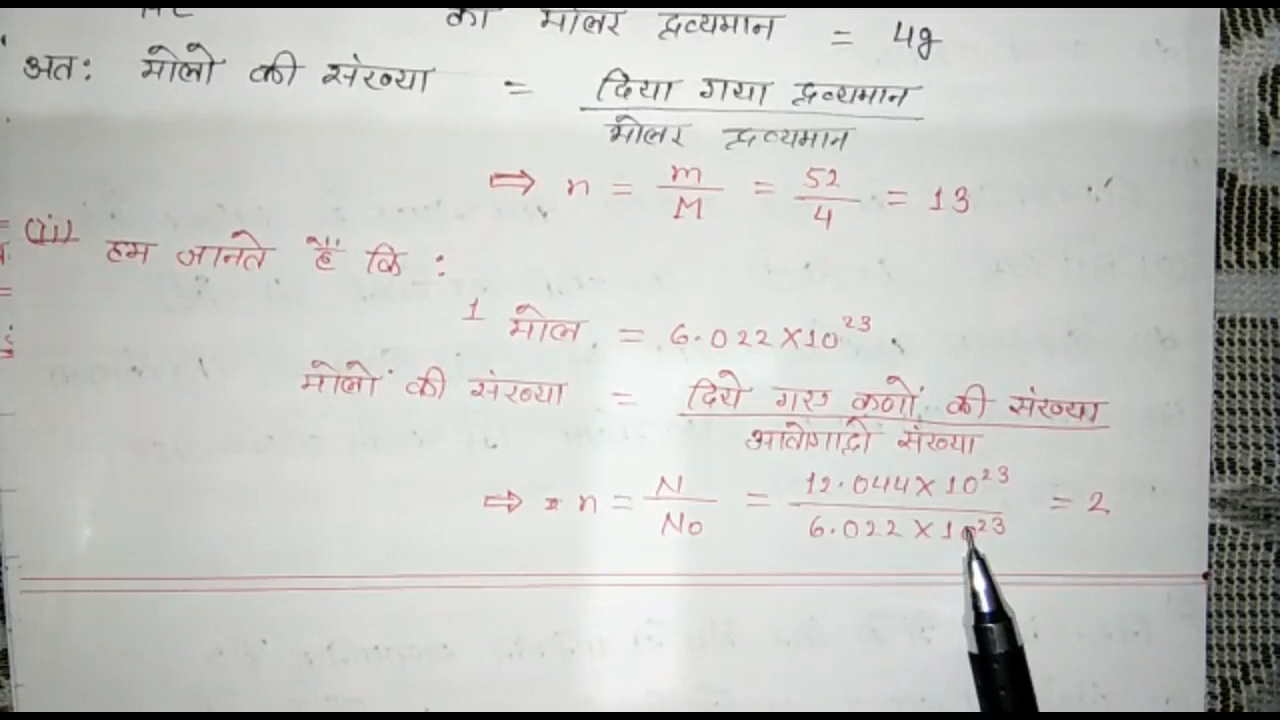 का मोलर द्रव्यमान = 4g
अतः मोलो की संख्या = दिया गया द्रव्यमान
मोलर द्रव्यमान
⇒ n = m/M = 52/4 = 13
(ii) हम जानते हैं कि :
1 मोल = 6.022×10²³
मोलों की संख्या = दिये गए कणों की संख्या
आवोगाद्रो संख्या
⇒ n = N/No = 12.044×10²³/6.022×10²³ = 2